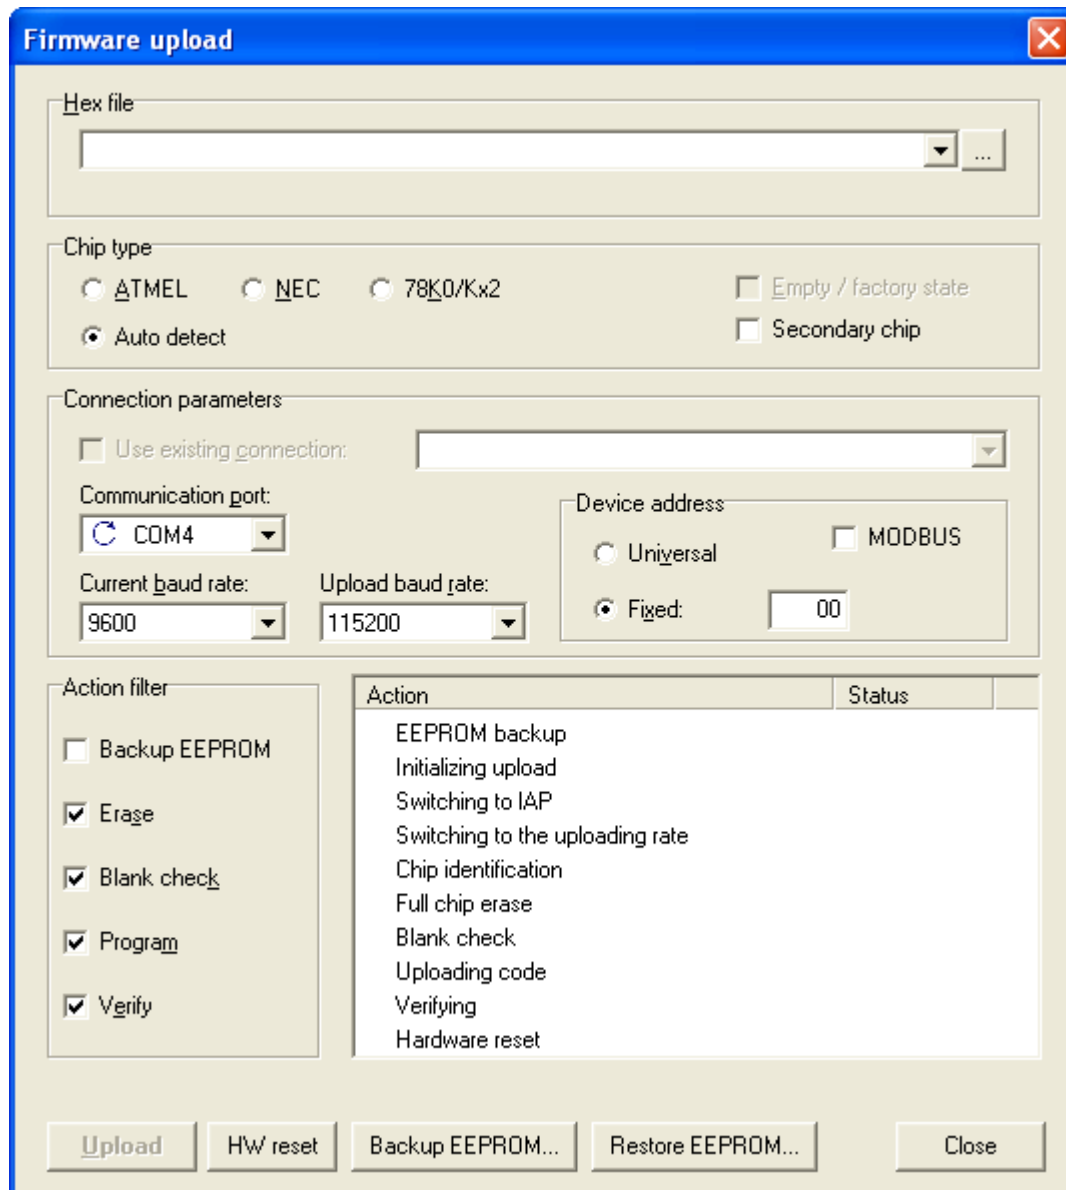 Firmware upload
Hex file
...
Chip type
ATMEL NEC 78K0/Kx2 Empty / factory state
Auto detect Secondary chip
Connection parameters
Use existing connection:
Communication port:
COM4
Current baud rate: Upload baud rate:
9600 115200
Device address
MODBUS
Universal
Fixed: 00
Action filter
Backup EEPROM
Erase
Blank check
Program
Verify
Action Status
EEPROM backup
Initializing upload
Switching to IAP
Switching to the uploading rate
Chip identification
Full chip erase
Blank check
Uploading code
Verifying
Hardware reset
Upload HW reset Backup EEPROM... Restore EEPROM... Close